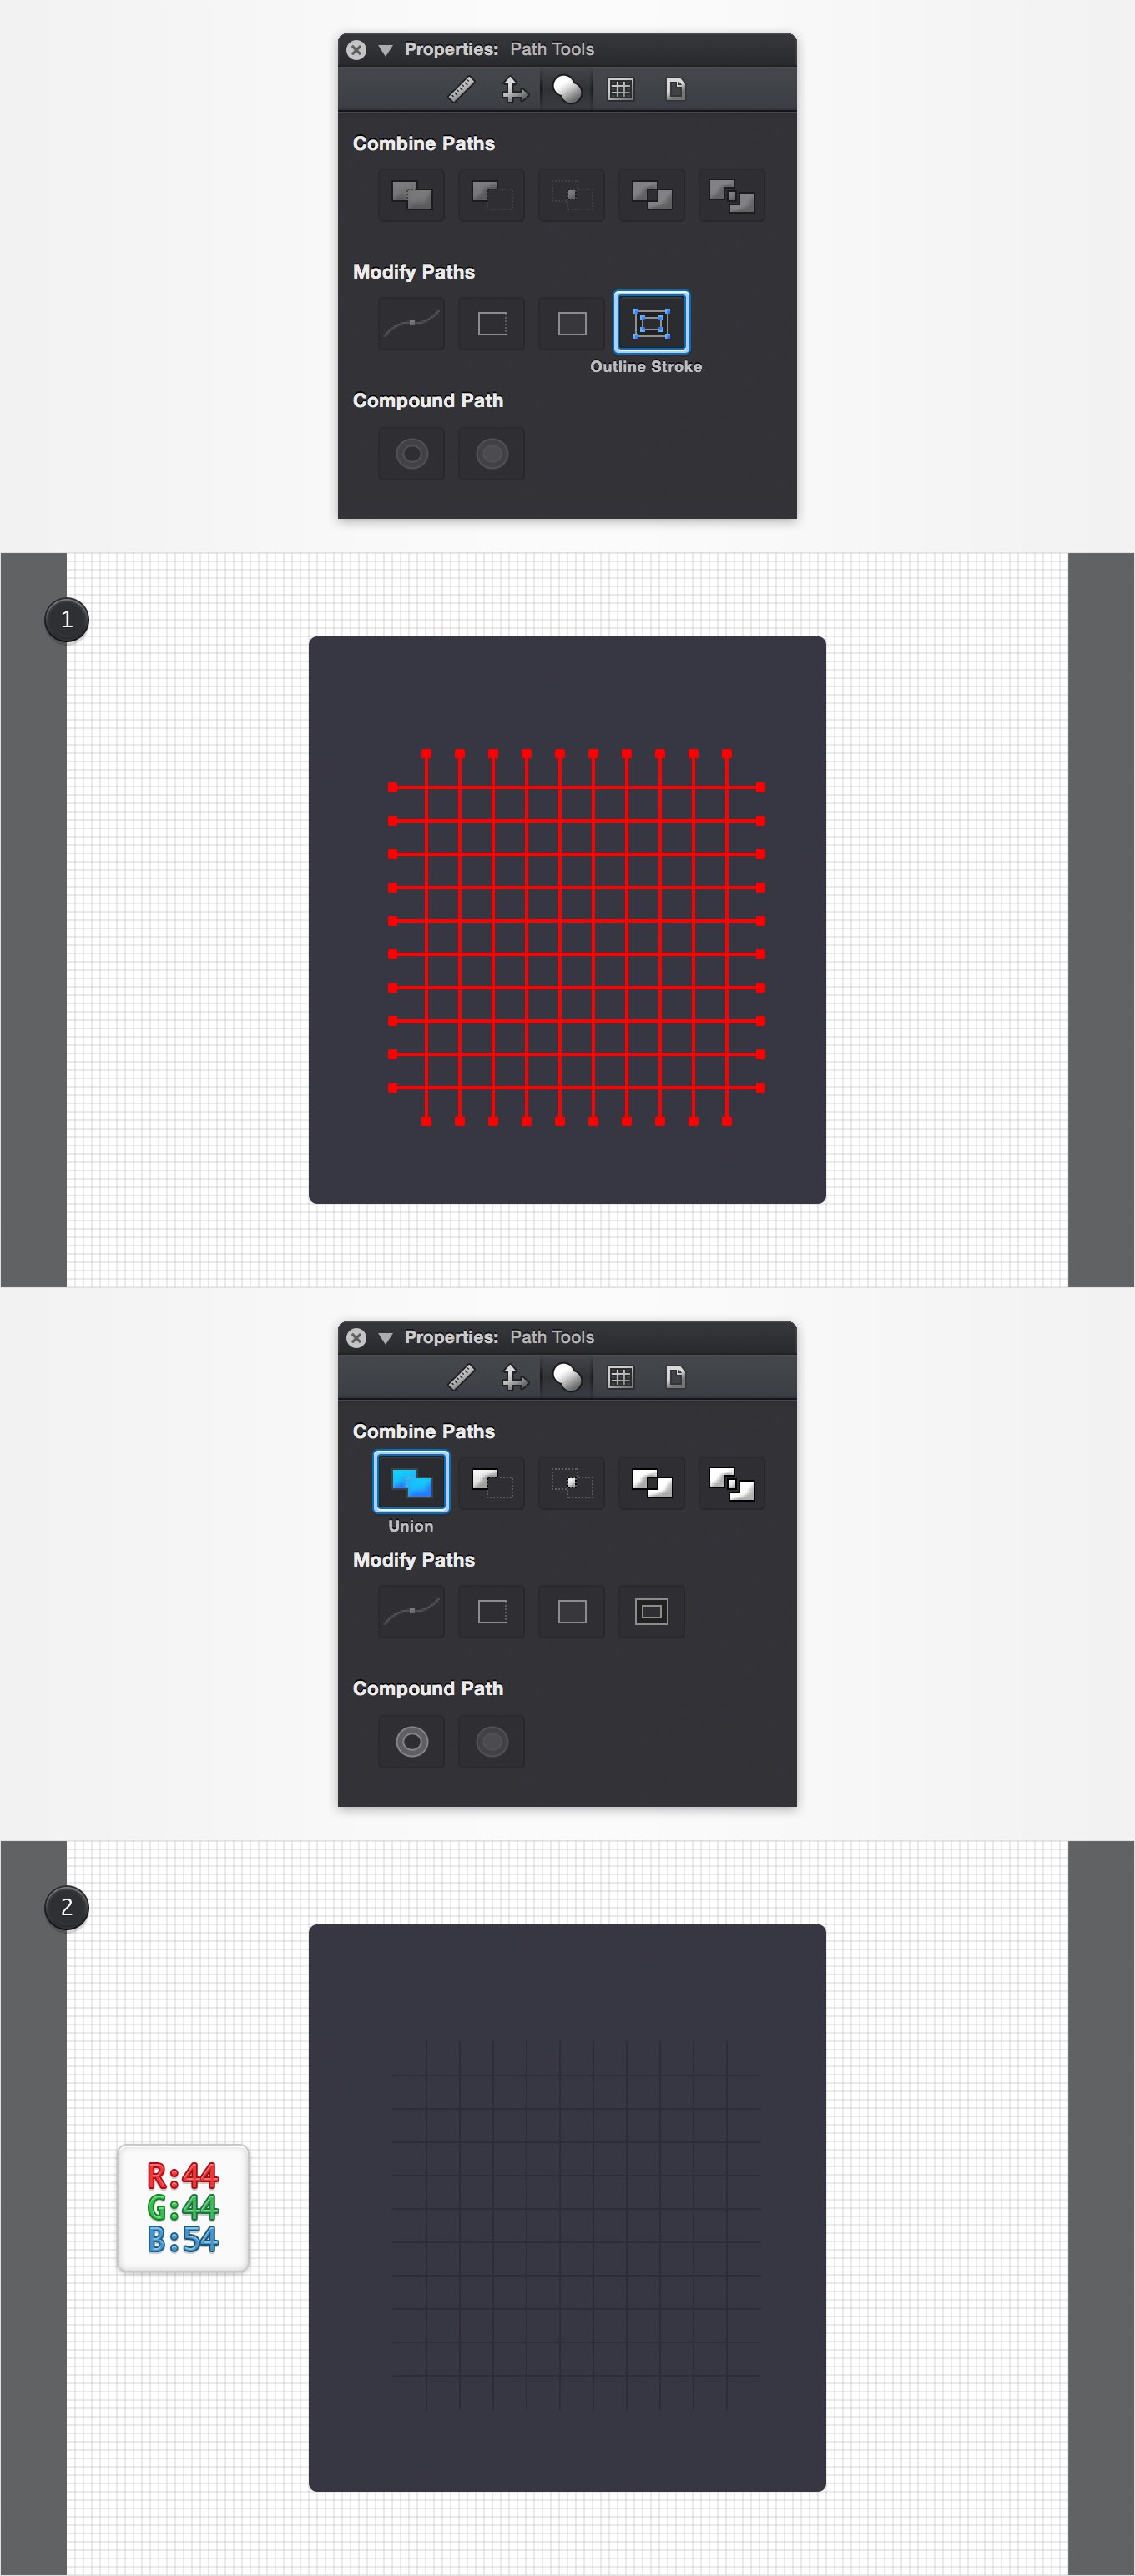 Properties: Path Tools
Combine Paths
Modify Paths
Outline Stroke
Compound Path
1
Properties: Path Tools
Combine Paths
Union
Modify Paths
Compound Path
2
R:44
G:44
B:54